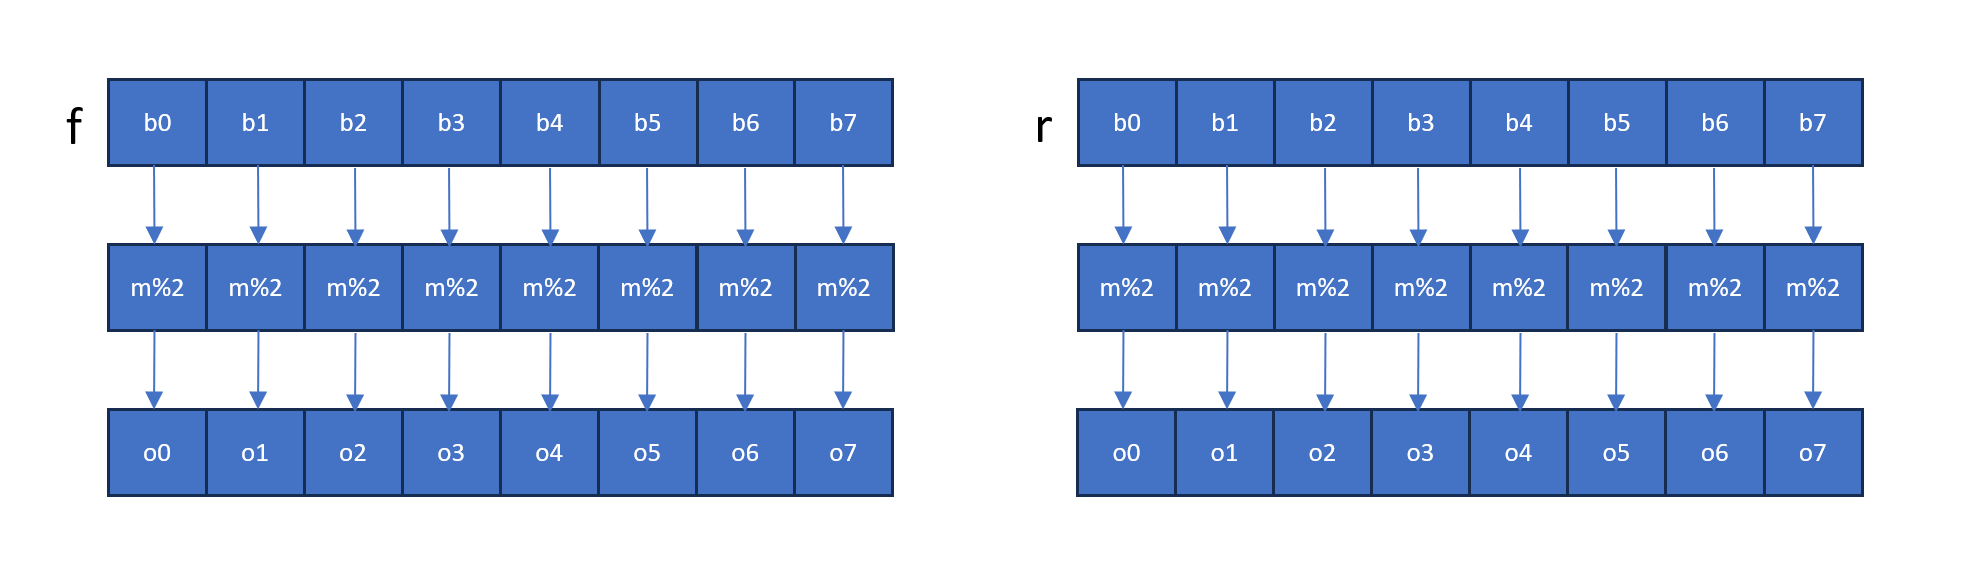 f b0 b1 b2 b3 b4 b5 b6 b7
m%2 m%2 m%2 m%2 m%2 m%2 m%2 m%2
o0 o1 o2 o3 o4 o5 o6 o7
r b0 b1 b2 b3 b4 b5 b6 b7
m%2 m%2 m%2 m%2 m%2 m%2 m%2 m%2
o0 o1 o2 o3 o4 o5 o6 o7